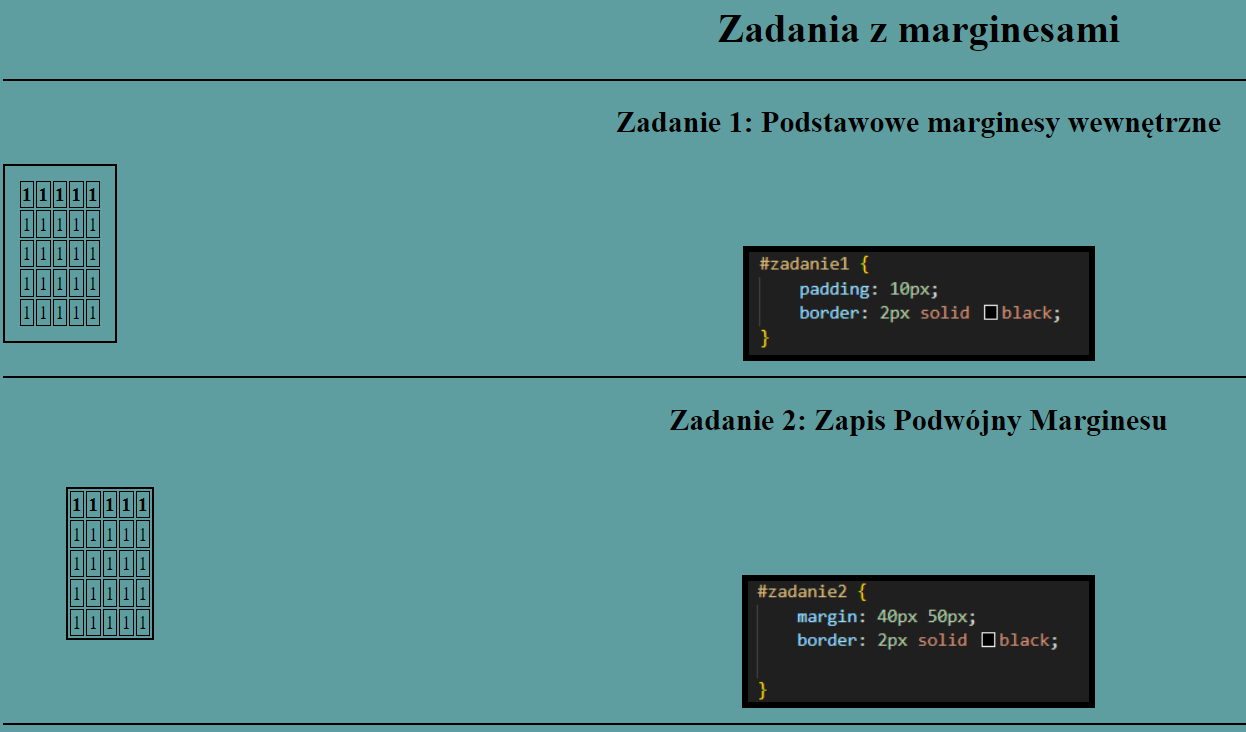 Zadania z marginesami
Zadanie 1: Podstawowe marginesy wewnętrzne
1 1 1 1 1
1 1 1 1 1
1 1 1 1 1
1 1 1 1 1
1 1 1 1 1
#zadanie1 {
padding: 10px;
border: 2px solid black;
}
Zadanie 2: Zapis Podwójny Marginesu
1 1 1 1 1
1 1 1 1 1
1 1 1 1 1
1 1 1 1 1
1 1 1 1 1
#zadanie2 {
margin: 40px 50px;
border: 2px solid black;
}